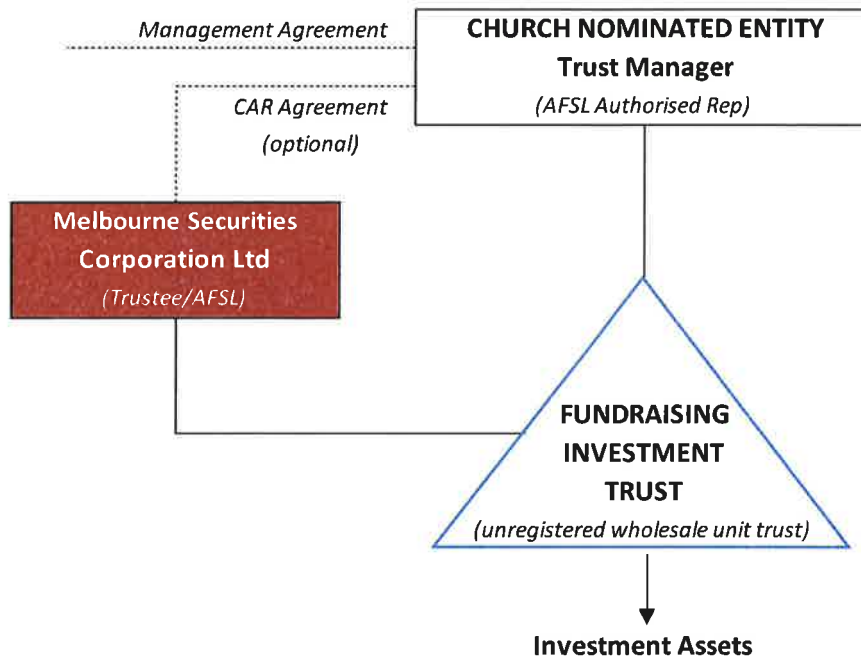 Management Agreement
CHURCH NOMINATED ENTITY
Trust Manager
(AFSL Authorised Rep)
CAR Agreement
(optional)
Melbourne Securities
Corporation Ltd
(Trustee/AFSL)
FUNDRAISING
INVESTMENT
TRUST
(unregistered wholesale unit trust)
Investment Assets